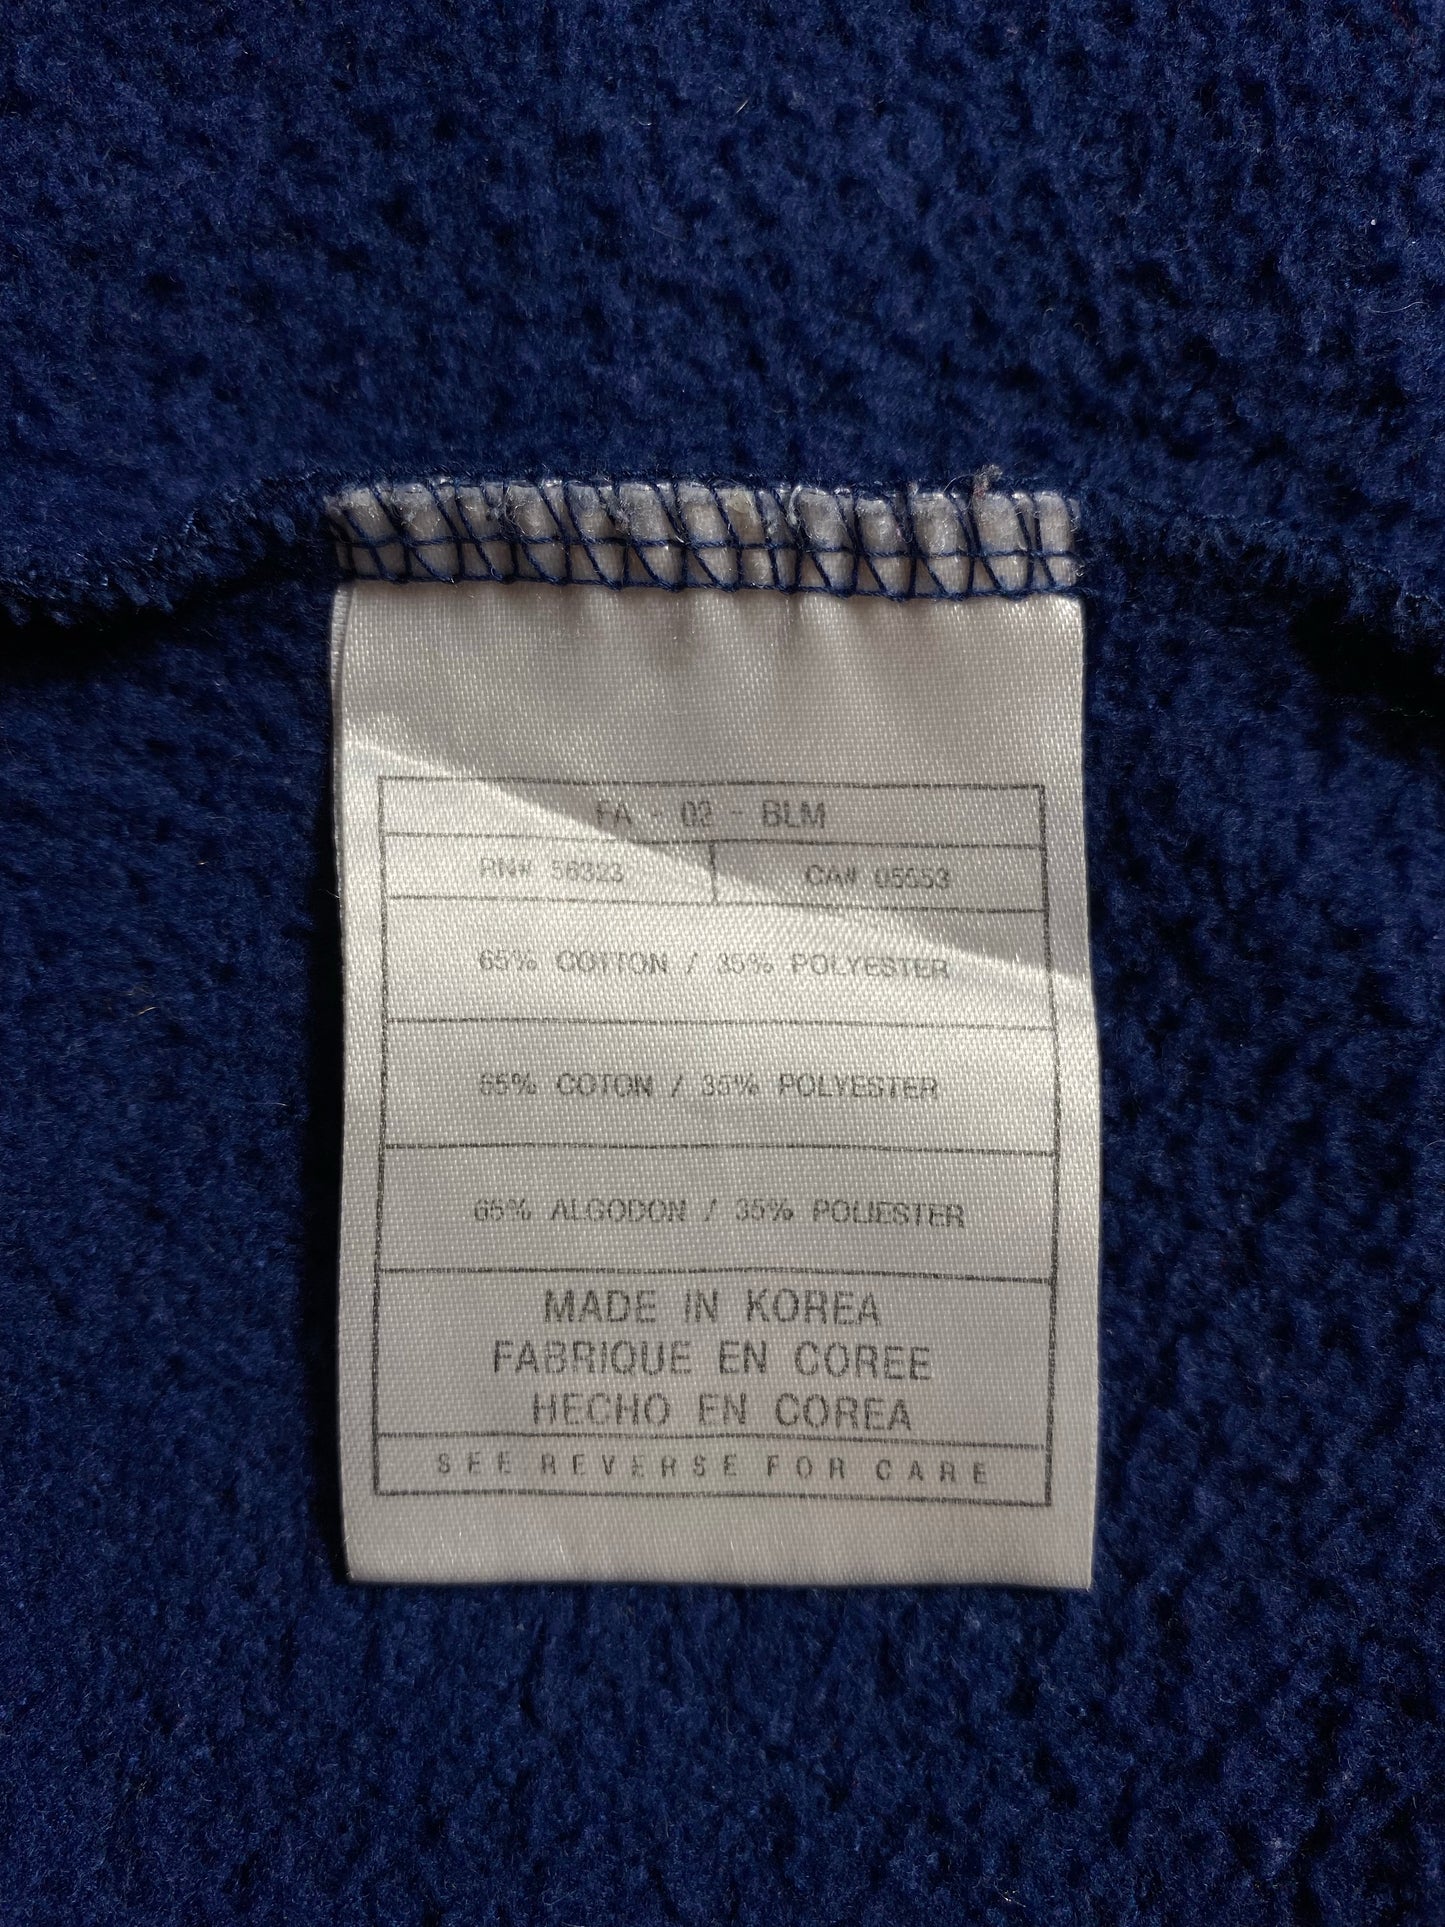 FA - 02 - BLM
RN# 56323 CA# 05553
65% COTTON / 35% POLYESTER
65% COTON / 35% POLYESTER
65% ALGODON / 35% POLIESTER
MADE IN KOREA
FABRIQUE EN COREE
HECHO EN COREA
SEE REVERSE FOR CARE